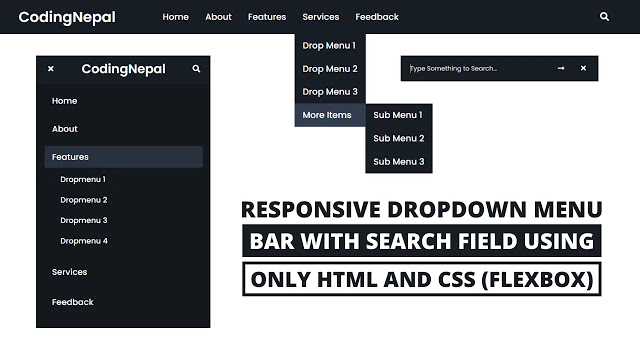 CodingNepal
Home About Features Services Feedback
Drop Menu 1
Drop Menu 2
Drop Menu 3
More Items
Sub Menu 1
Sub Menu 2
Sub Menu 3
Type Something to Search...
CodingNepal
Home
About
Features
Dropmenu 1
Dropmenu 2
Dropmenu 3
Dropmenu 4
Services
Feedback
RESPONSIVE DROPDOWN MENU
BAR WITH SEARCH FIELD USING
ONLY HTML AND CSS (FLEXBOX)